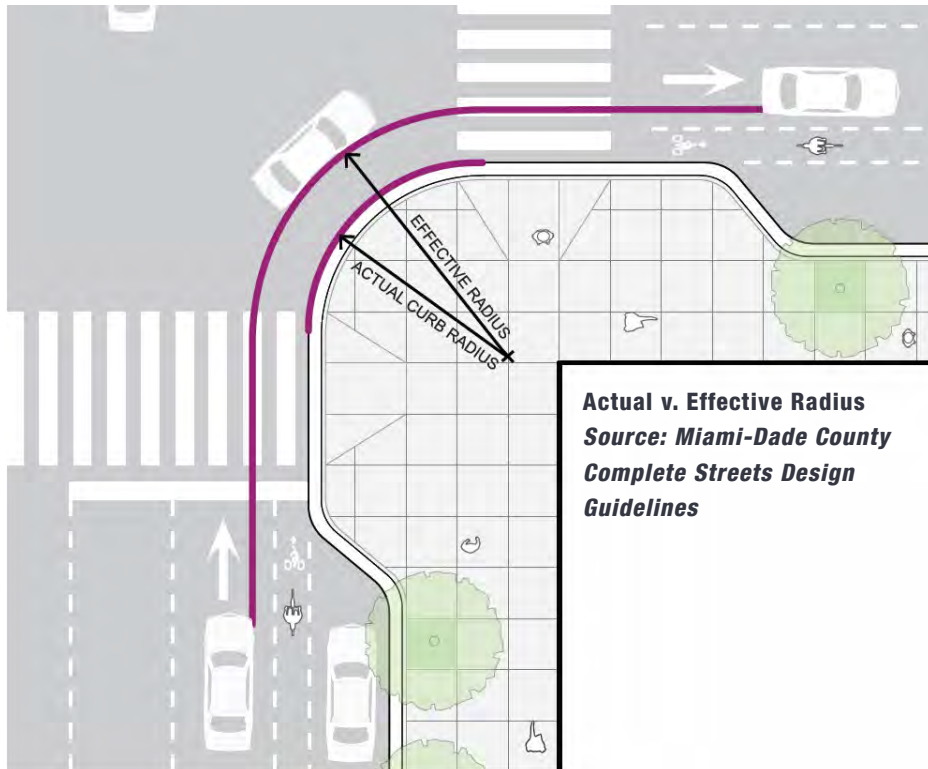 EFFECTIVE RADIUS
ACTUAL CURB RADIUS
Actual v. Effective Radius
Source: Miami-Dade County
Complete Streets Design
Guidelines